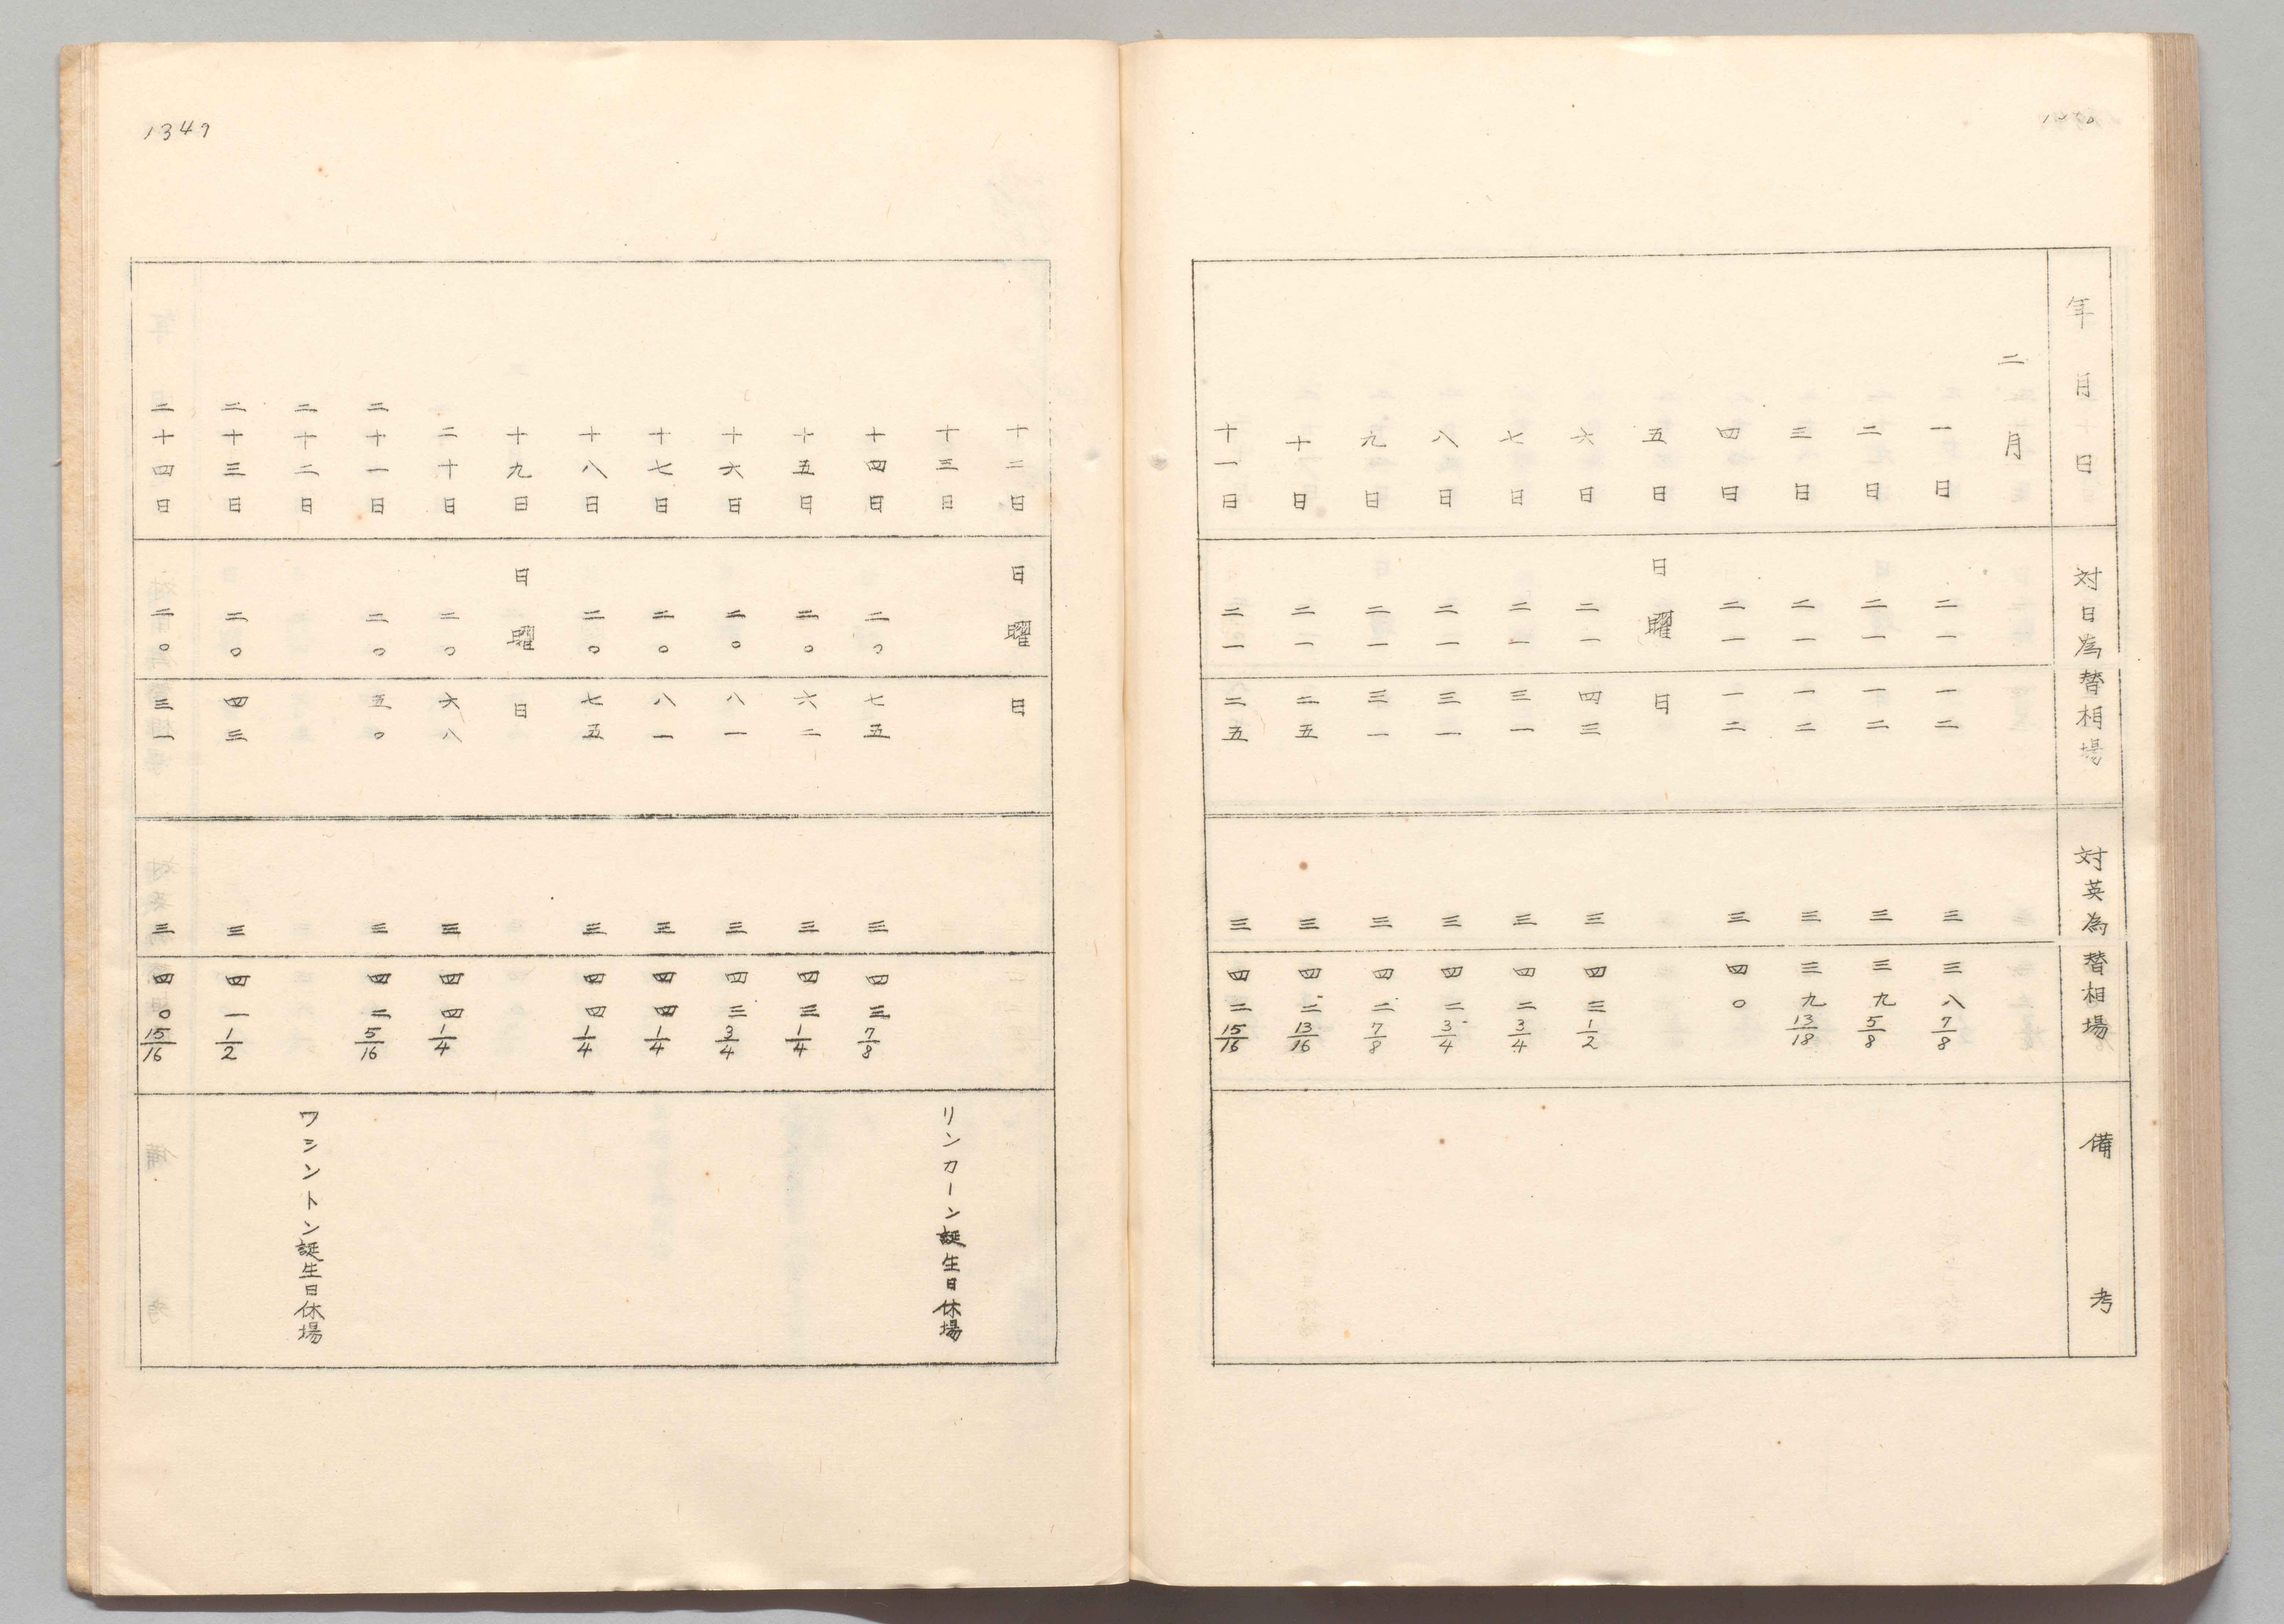 年月日 対日為替相場 対英為替相場 備考
二月
一日 二一 一二 三 三八 7/8
二日 二一 一二 三 三九 5/8
三日 二一 一二 三 三九 13/18
四日 二一 一二 三 四〇
五日 日曜日
六日 二一 四三 三 四三 1/2
七日 二一 三一 三 四二 3/4
八日 二一 三一 三 四二 3/4
九日 二一 三一 三 四二 7/8
十日 二一 二五 三 四二 13/16
十一日 二一 二五 三 四二 15/16
1349
十二日 日曜日
十三日 リンカーン誕生日休場
十四日 二〇 七五 三 四三 7/8
十五日 二〇 六二 三 四三 1/4
十六日 二〇 八一 三 四三 3/4
十七日 二〇 八一 三 四四 1/4
十八日 二〇 七五 三 四四 1/4
十九日 日曜日
二十日 二〇 六八 三 四四 1/4
二十一日 二〇 五〇 三 四二 5/16
二十二日 ワシントン誕生日休場
二十三日 二〇 四三 三 四一 1/2
二十四日 二〇 三一 三 四〇 15/16